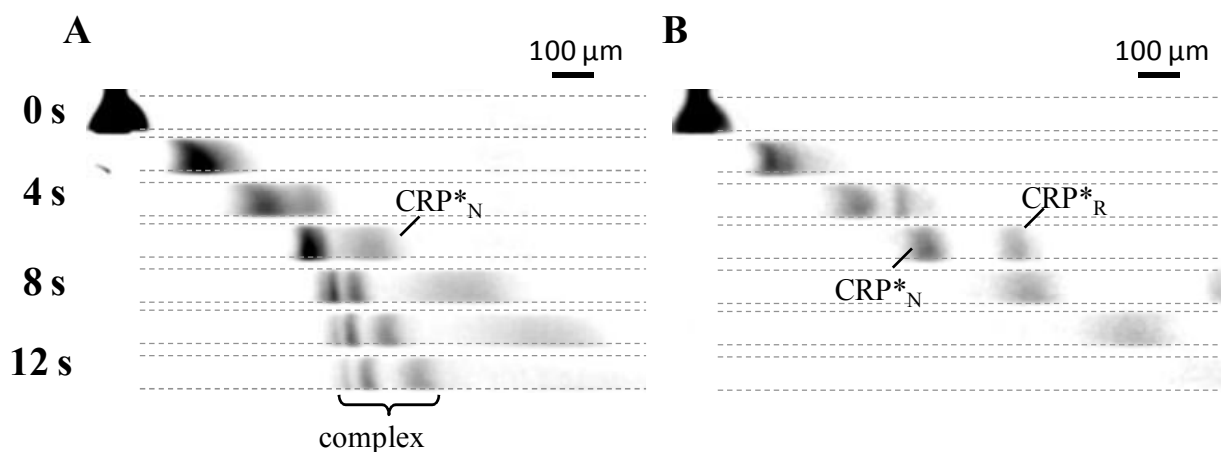 A
100 μm
B
100 μm
0 s
4 s
CRP*N
CRP*R
CRP*N
8 s
12 s
complex